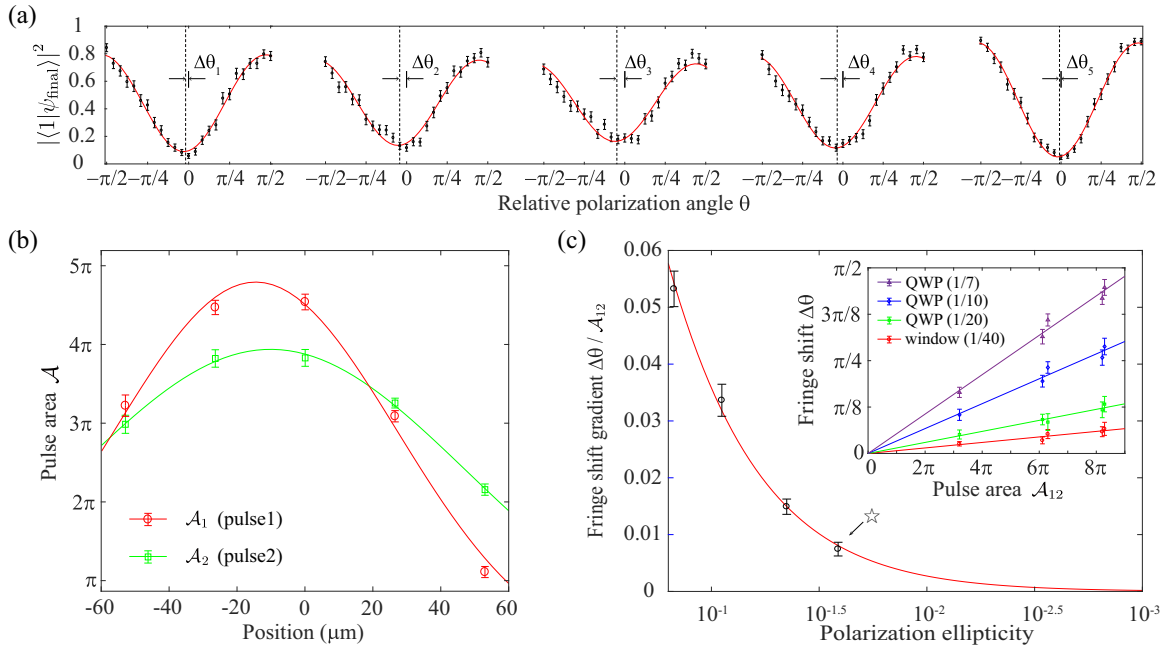 (a)
|⟨1|ψfinal⟩|²
1
0.8
0.6
0.4
0.2
0
Δθ1
Δθ2
Δθ3
Δθ4
Δθ5
−π/2 −π/4 0 π/4 π/2
−π/2 −π/4 0 π/4 π/2
−π/2 −π/4 0 π/4 π/2
−π/2 −π/4 0 π/4 π/2
−π/2 −π/4 0 π/4 π/2
Relative polarization angle θ
(b)
Pulse area 𝒜
5π
4π
3π
2π
π
𝒜1 (pulse1)
𝒜2 (pulse2)
-60 -40 -20 0 20 40 60
Position (μm)
(c)
Fringe shift gradient Δθ / 𝒜12
0.06
0.05
0.04
0.03
0.02
0.01
0
10^-1 10^-1.5 10^-2 10^-2.5 10^-3
Polarization ellipticity
Fringe shift Δθ
π/2
3π/8
π/4
π/8
0
QWP (1/7)
QWP (1/10)
QWP (1/20)
window (1/40)
0 2π 4π 6π 8π
Pulse area 𝒜12